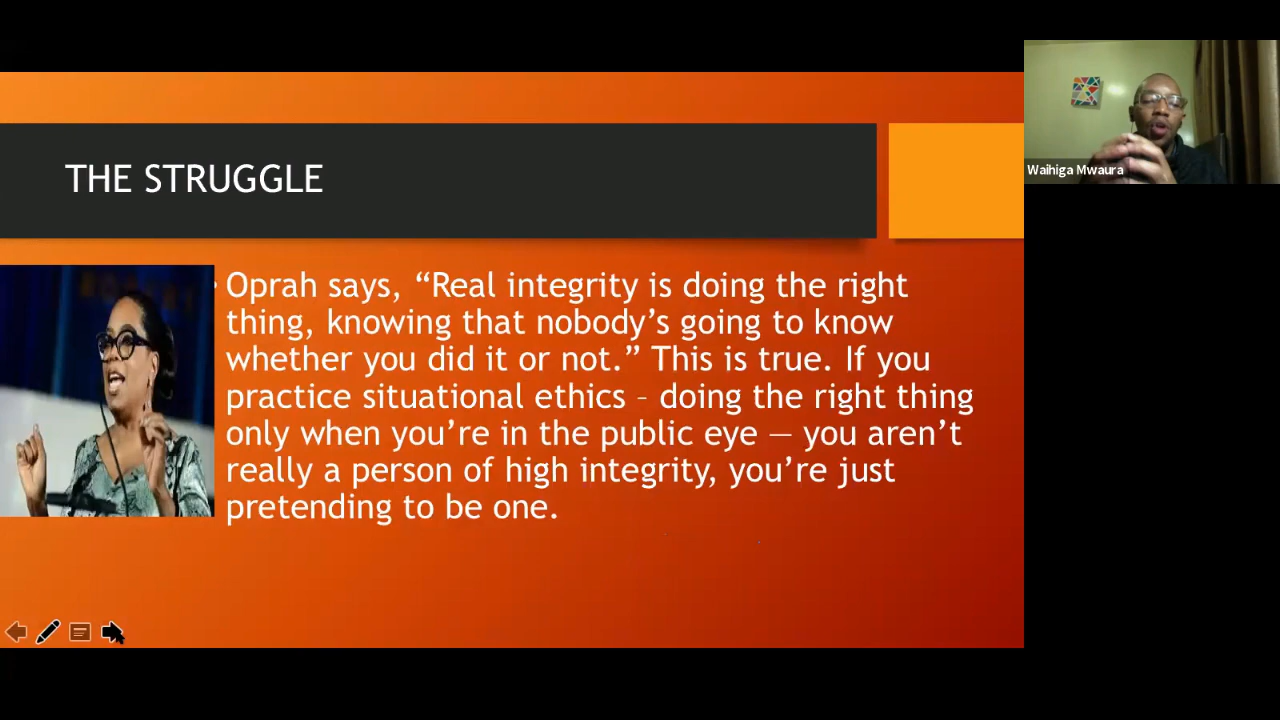 THE STRUGGLE
Oprah says, “Real integrity is doing the right
thing, knowing that nobody’s going to know
whether you did it or not.” This is true. If you
practice situational ethics – doing the right thing
only when you’re in the public eye — you aren’t
really a person of high integrity, you’re just
pretending to be one.
Waihiga Mwaura